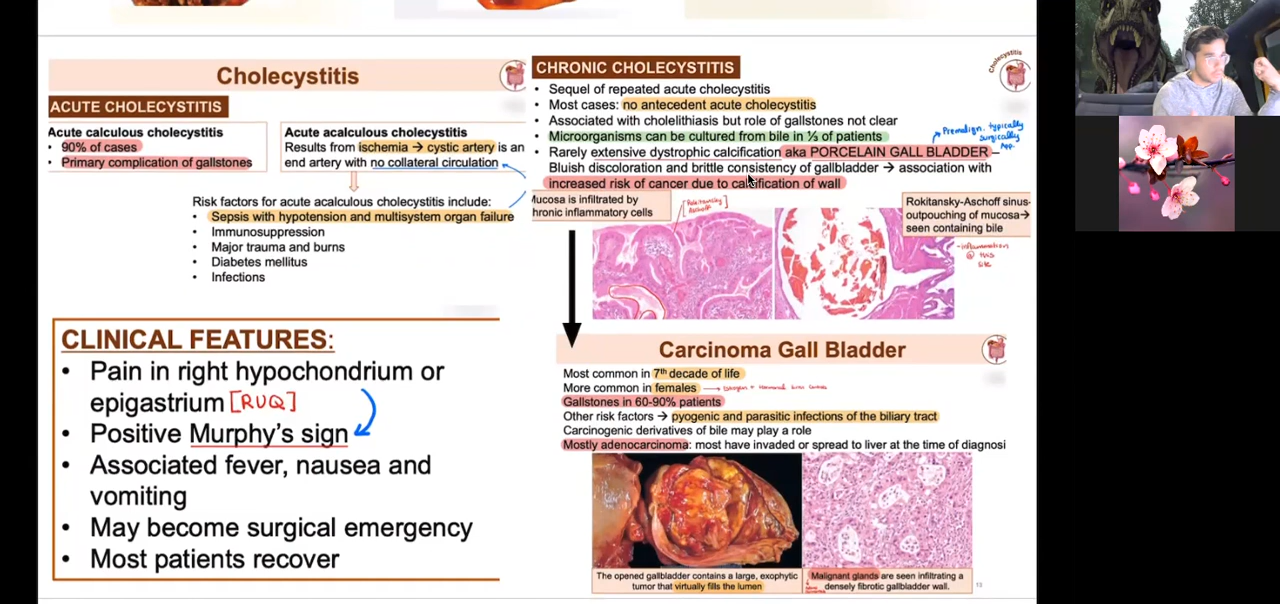 Cholecystitis
ACUTE CHOLECYSTITIS
Acute calculous cholecystitis
• 90% of cases
• Primary complication of gallstones
Acute acalculous cholecystitis
Results from ischemia → cystic artery is an
end artery with no collateral circulation
Risk factors for acute acalculous cholecystitis include:
• Sepsis with hypotension and multisystem organ failure
• Immunosuppression
• Major trauma and burns
• Diabetes mellitus
• Infections
CLINICAL FEATURES:
• Pain in right hypochondrium or
epigastrium [RUQ]
• Positive Murphy's sign
• Associated fever, nausea and
vomiting
• May become surgical emergency
• Most patients recover
CHRONIC CHOLECYSTITIS
Cholecystitis
• Sequel of repeated acute cholecystitis
• Most cases: no antecedent acute cholecystitis
• Associated with cholelithiasis but role of gallstones not clear
• Microorganisms can be cultured from bile in ⅓ of patients
• Rarely extensive dystrophic calcification aka PORCELAIN GALL BLADDER –
Bluish discoloration and brittle consistency of gallbladder → association with
increased risk of cancer due to calcification of wall
Premalign. typically
surgically
Mucosa is infiltrated by
hronic inflammatory cells
[Rokitansky
Aschoff]
Rokitansky-Aschoff sinus-
outpouching of mucosa→
seen containing bile
-inflammation
@ this
site
Carcinoma Gall Bladder
Most common in 7th decade of life
More common in females →
Gallstones in 60-90% patients
Other risk factors → pyogenic and parasitic infections of the biliary tract
Carcinogenic derivatives of bile may play a role
Mostly adenocarcinoma: most have invaded or spread to liver at the time of diagnosi
The opened gallbladder contains a large, exophytic
tumor that virtually fills the lumen
Malignant glands are seen infiltrating a
densely fibrotic gallbladder wall.
13